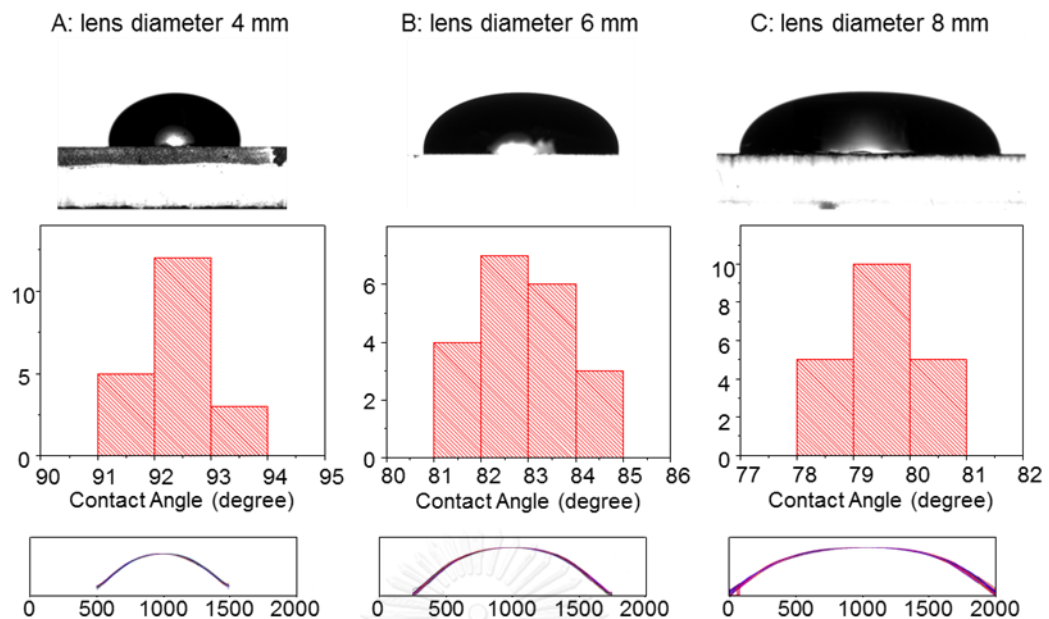 A: lens diameter 4 mm
B: lens diameter 6 mm
C: lens diameter 8 mm
10
5
0
90 91 92 93 94 95
Contact Angle (degree)
6
4
2
0
80 81 82 83 84 85 86
Contact Angle (degree)
10
8
6
4
2
0
77 78 79 80 81 82
Contact Angle (degree)
0 500 1000 1500 2000
0 500 1000 1500 2000
0 500 1000 1500 2000